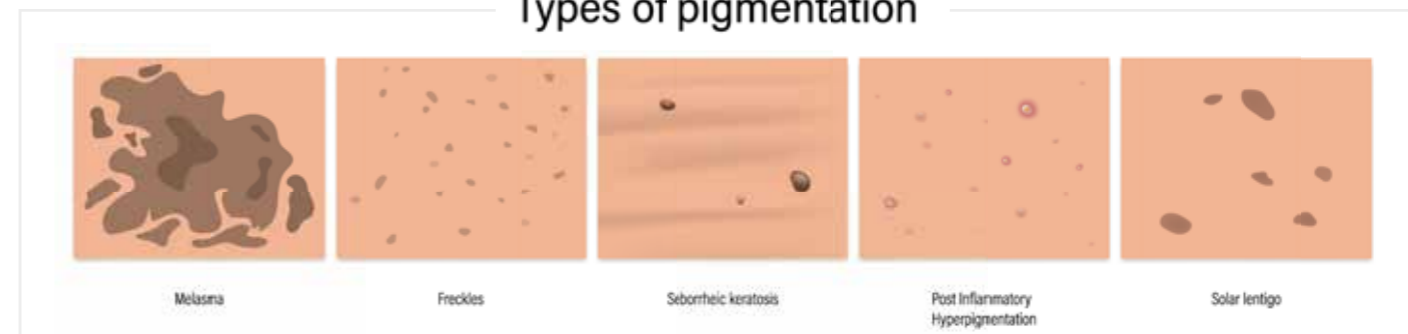 Types of pigmentation
Melasma
Freckles
Seborrheic keratosis
Post Inflammatory
Hyperpigmentation
Solar lentigo